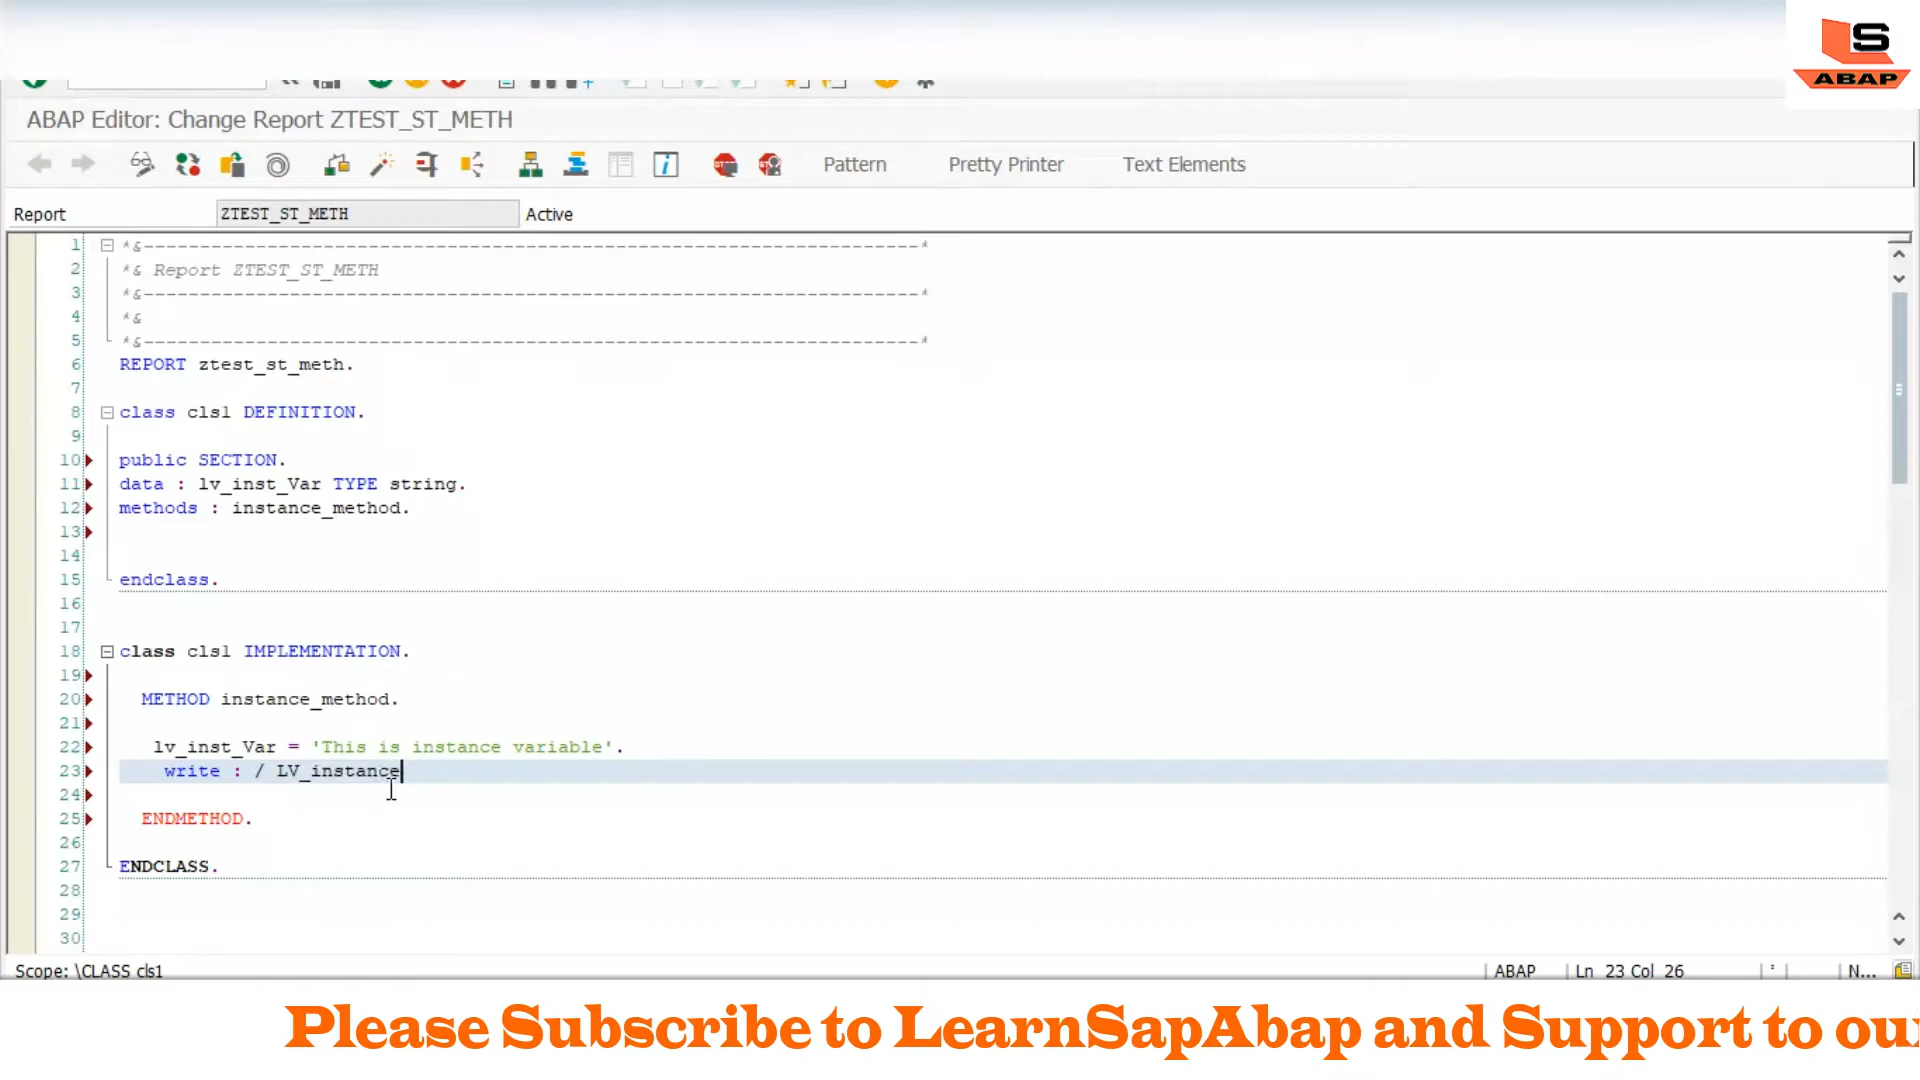 S
ABAP
ABAP Editor: Change Report ZTEST_ST_METH
Pattern Pretty Printer Text Elements
Report ZTEST_ST_METH Active
1 *&---------------------------------------------------------------------*
2 *& Report ZTEST_ST_METH
3 *&---------------------------------------------------------------------*
4 *&
5 *&---------------------------------------------------------------------*
6 REPORT ztest_st_meth.
7
8 class cls1 DEFINITION.
9
10 public SECTION.
11 data : lv_inst_Var TYPE string.
12 methods : instance_method.
13
14
15 endclass.
16
17
18 class cls1 IMPLEMENTATION.
19
20 METHOD instance_method.
21
22 lv_inst_Var = 'This is instance variable'.
23 write : / LV_instance
24
25 ENDMETHOD.
26
27 ENDCLASS.
28
29
30
Scope: \CLASS cls1 ABAP Ln 23 Col 26 N...
Please Subscribe to LearnSapAbap and Support to ou